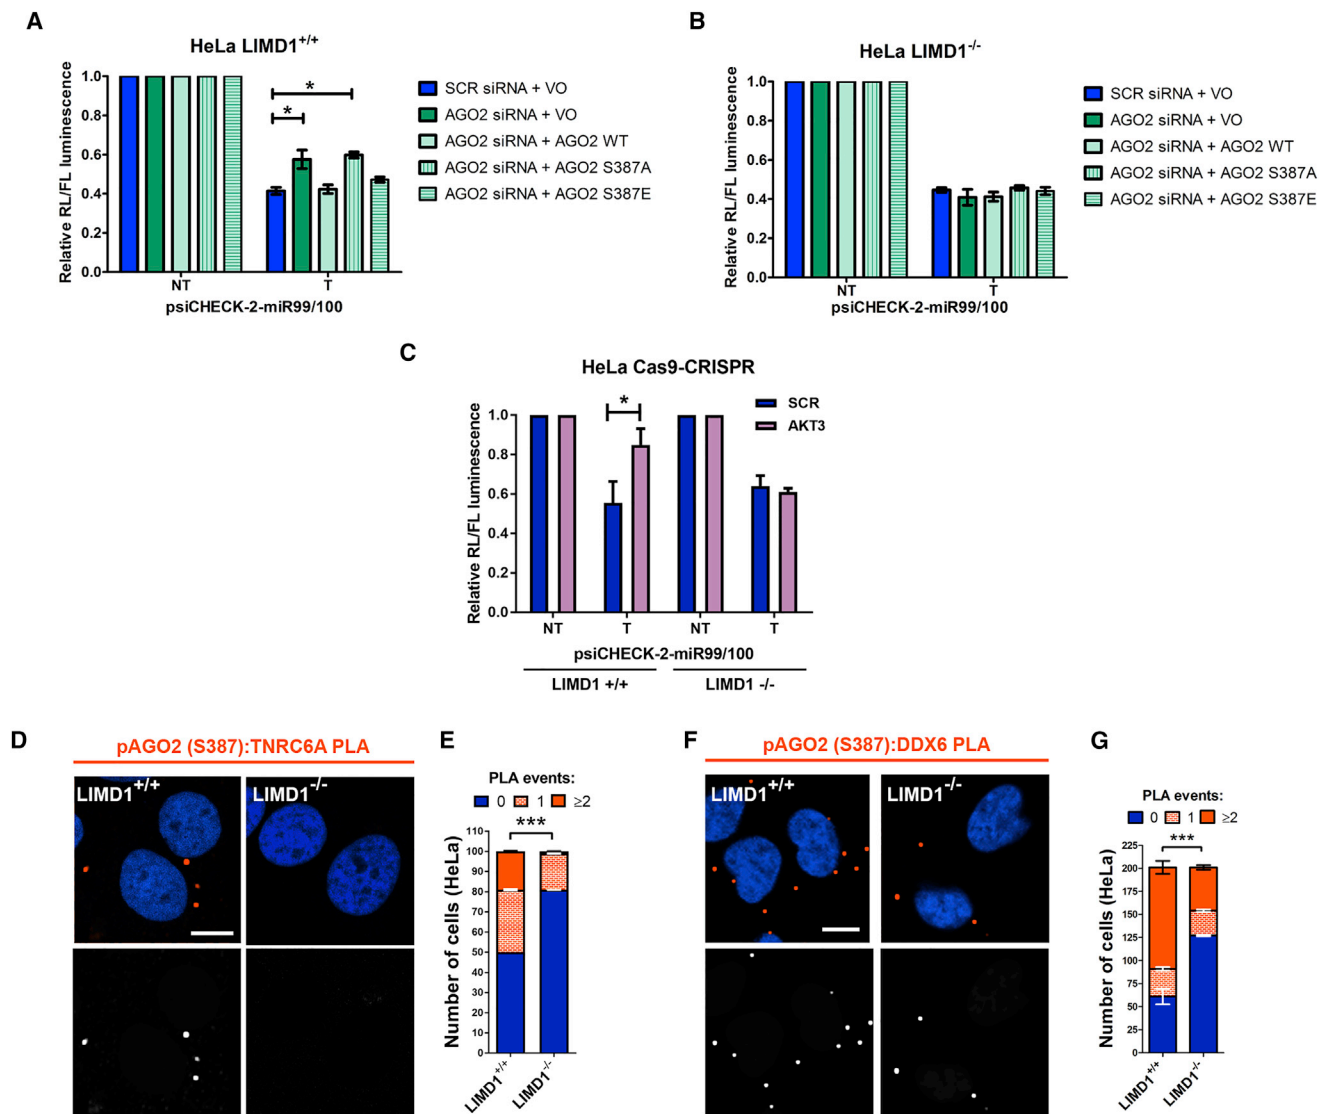 A
HeLa LIMD1+/+
Relative RL/FL luminescence
1.0
0.8
0.6
0.4
0.2
0.0
*
*
NT T
psiCHECK-2-miR99/100
SCR siRNA + VO
AGO2 siRNA + VO
AGO2 siRNA + AGO2 WT
AGO2 siRNA + AGO2 S387A
AGO2 siRNA + AGO2 S387E
B
HeLa LIMD1-/-
Relative RL/FL luminescence
1.0
0.8
0.6
0.4
0.2
0.0
NT T
psiCHECK-2-miR99/100
SCR siRNA + VO
AGO2 siRNA + VO
AGO2 siRNA + AGO2 WT
AGO2 siRNA + AGO2 S387A
AGO2 siRNA + AGO2 S387E
C
HeLa Cas9-CRISPR
Relative RL/FL luminescence
1.0
0.8
0.6
0.4
0.2
0.0
*
SCR
AKT3
NT T NT T
psiCHECK-2-miR99/100
LIMD1 +/+ LIMD1 -/-
D
pAGO2 (S387):TNRC6A PLA
LIMD1+/+ LIMD1-/-
E
PLA events:
0 1 ≥2
***
Number of cells (HeLa)
110
100
90
80
70
60
50
40
30
20
10
0
LIMD1+/+ LIMD1-/-
F
pAGO2 (S387):DDX6 PLA
LIMD1+/+ LIMD1-/-
G
PLA events:
0 1 ≥2
***
Number of cells (HeLa)
225
200
175
150
125
100
75
50
25
0
LIMD1+/+ LIMD1-/-